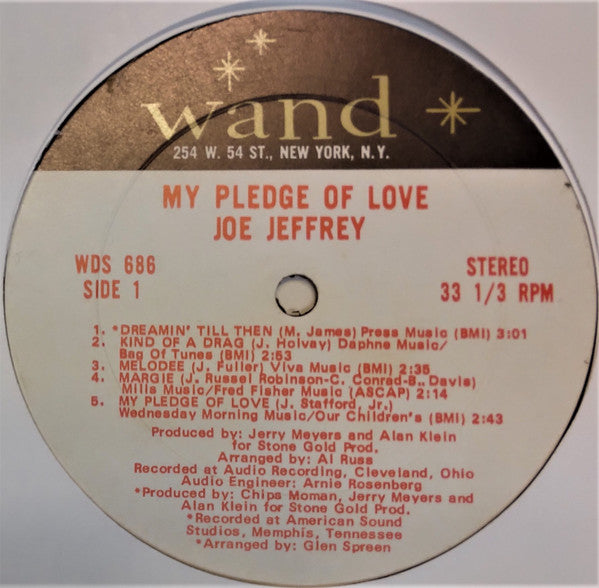 wand
254 W. 54 ST., NEW YORK, N.Y.
MY PLEDGE OF LOVE
JOE JEFFREY
WDS 686
SIDE 1
STEREO
33 1/3 RPM
1. *DREAMIN' TILL THEN (M. James) Press Music (BMI) 3:01
2. KIND OF A DRAG (J. Holvay) Daphne Music/
Bag Of Tunes (BMI) 2:53
3. MELODEE (J. Fuller) Viva Music (BMI) 2:35
4. MARGIE (J. Russel Robinson-C. Conrad-B. Davis)
Mills Music/Fred Fisher Music (ASCAP) 2:14
5. MY PLEDGE OF LOVE (J. Stafford, Jr.)
Wednesday Morning Music/Our Children's (BMI) 2:43
Produced by: Jerry Meyers and Alan Klein
for Stone Gold Prod.
Arranged by: Al Russ
Recorded at Audio Recording, Cleveland, Ohio
Audio Engineer: Arnie Rosenberg
*Produced by: Chips Moman, Jerry Meyers and
Alan Klein for Stone Gold Prod.
*Recorded at American Sound
Studios, Memphis, Tennessee
*Arranged by: Glen Spreen